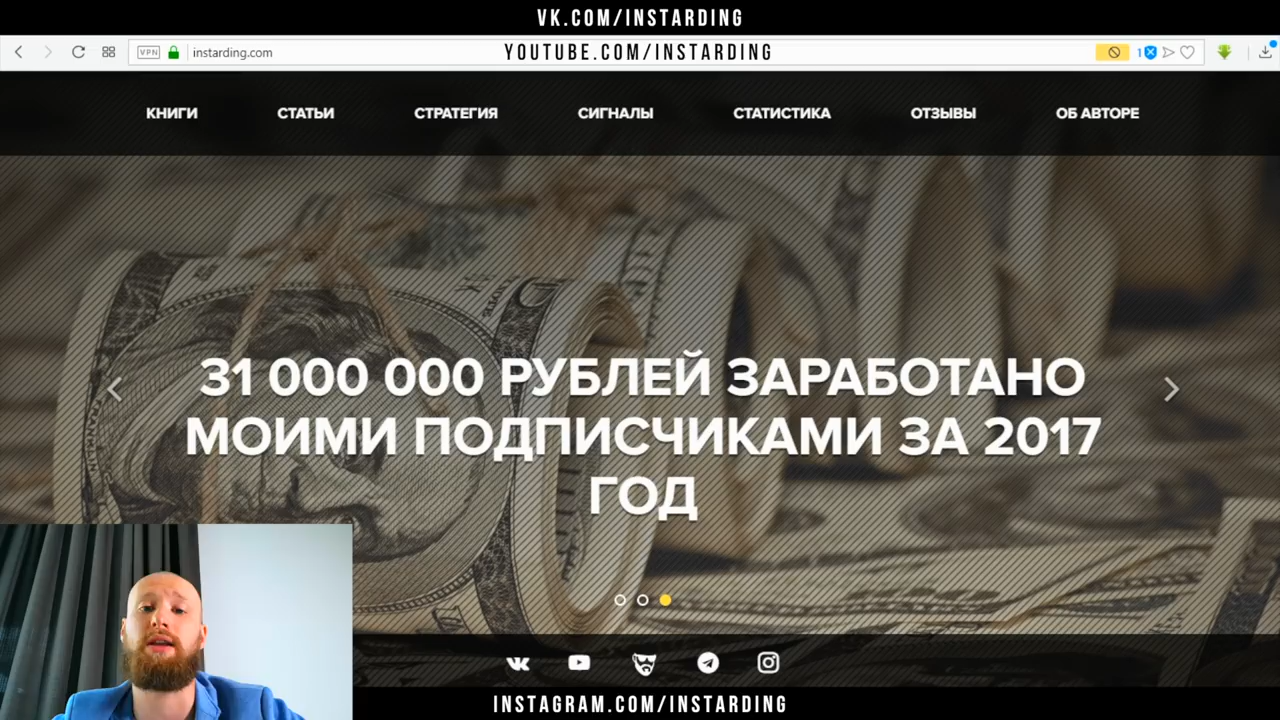 VK.COM/INSTARDING
VPN
instarding.com
YOUTUBE.COM/INSTARDING
1
КНИГИ
СТАТЬИ
СТРАТЕГИЯ
СИГНАЛЫ
СТАТИСТИКА
ОТЗЫВЫ
ОБ АВТОРЕ
31 000 000 РУБЛЕЙ ЗАРАБОТАНО
МОИМИ ПОДПИСЧИКАМИ ЗА 2017
ГОД
INSTAGRAM.COM/INSTARDING